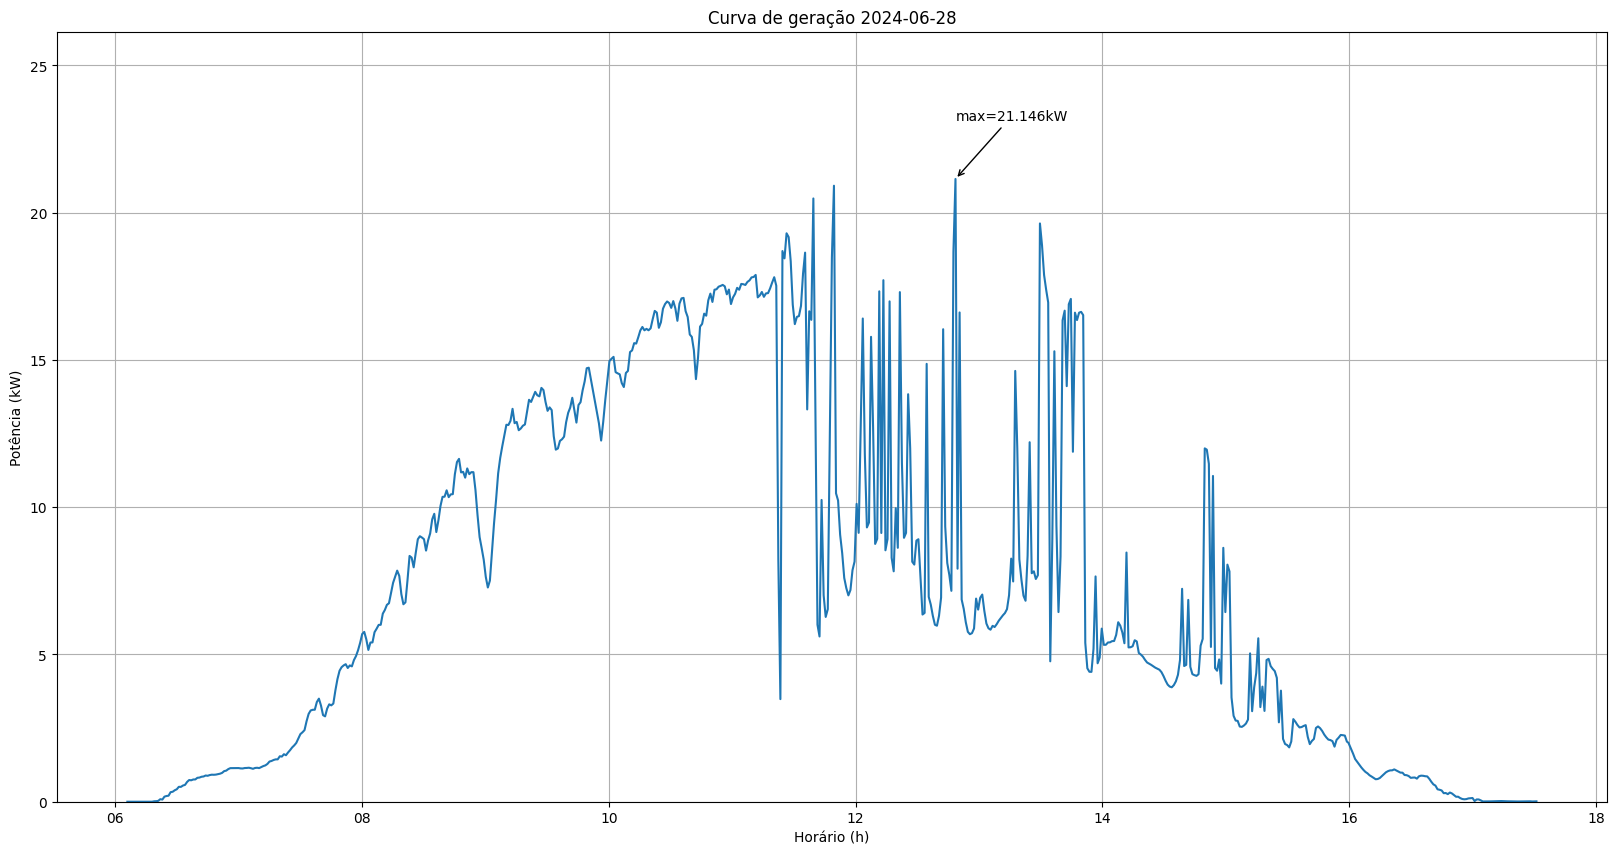 Curva de geração 2024-06-28
25
max=21.146kW
20
15
Potência (kW)
10
5
0
06 08 10 12 14 16 18
Horário (h)